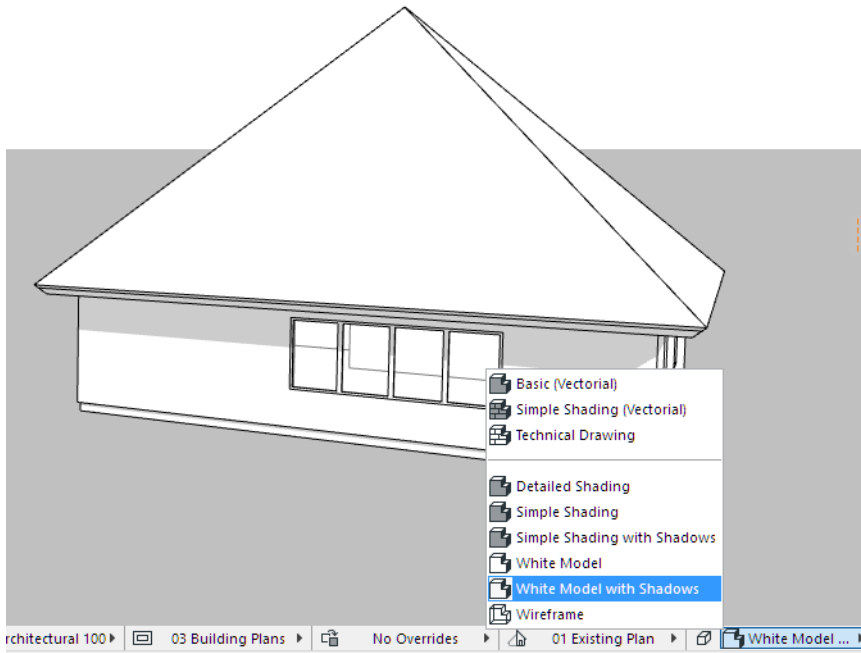 Basic (Vectorial)
Simple Shading (Vectorial)
Technical Drawing
Detailed Shading
Simple Shading
Simple Shading with Shadows
White Model
White Model with Shadows
Wireframe
rchitectural 100 03 Building Plans No Overrides 01 Existing Plan White Model ...